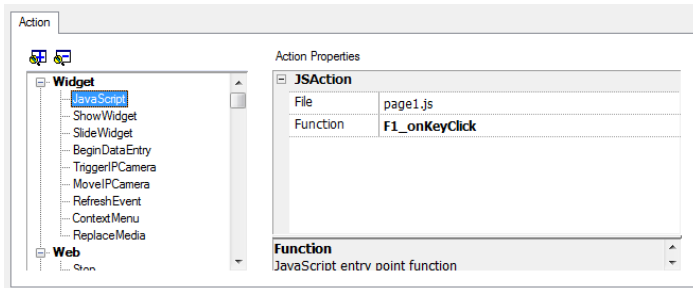 Action
Widget
JavaScript
ShowWidget
SlideWidget
BeginDataEntry
TriggerIPCamera
MoveIPCamera
RefreshEvent
ContextMenu
ReplaceMedia
Web
Stop
Action Properties
JSAction
File page1.js
Function F1_onKeyClick
Function
JavaScript entry point function